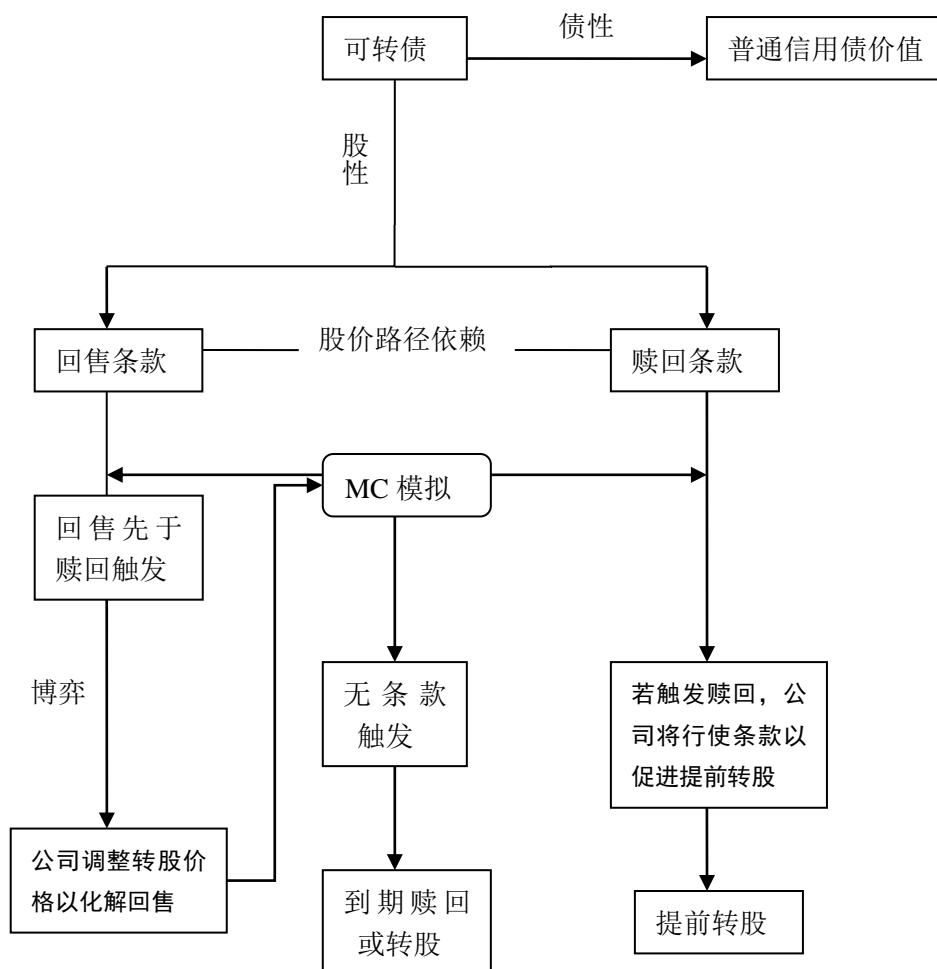 债性
可转债
普通信用债价值
股
性
股价路径依赖
回售条款
赎回条款
MC 模拟
回售先于
赎回触发
博弈
无条款
触发
若触发赎回，公
司将行使条款以
促进提前转股
公司调整转股价
格以化解回售
到期赎回
或转股
提前转股